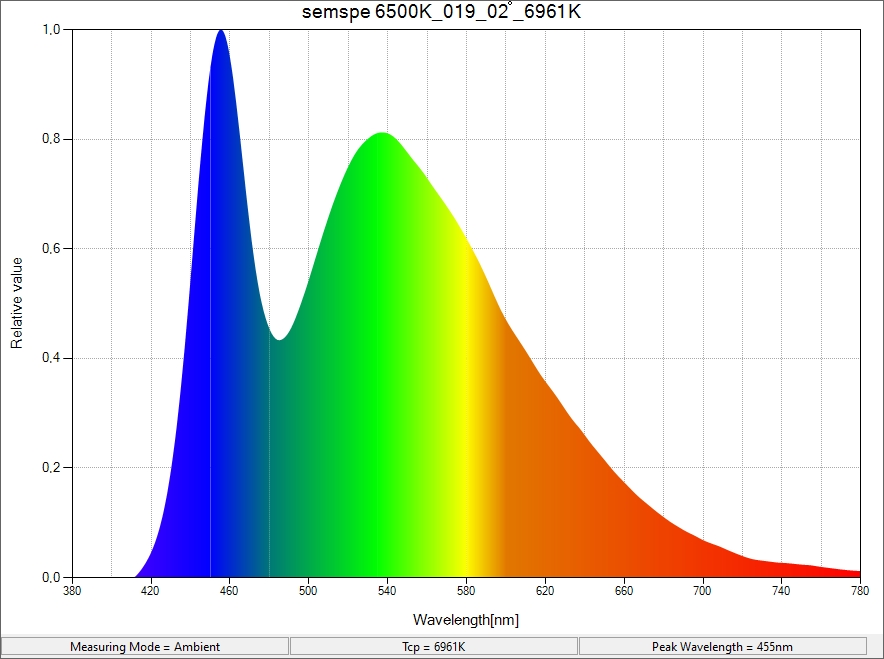 semspe 6500K_019_02°_6961K
1,0
0,8
0,6
0,4
0,2
0,0
Relative value
380 420 460 500 540 580 620 660 700 740 780
Wavelength[nm]
Measuring Mode = Ambient Tcp = 6961K Peak Wavelength = 455nm